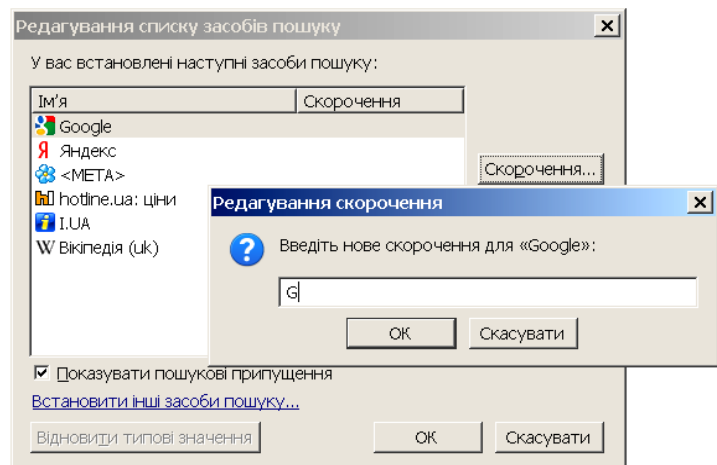 Редагування списку засобів пошуку
У вас встановлені наступні засоби пошуку:
Ім'я Скорочення
Google
Яндекс
<META>
hotline.ua: ціни
I.UA
Вікіпедія (uk)
Скорочення...
Редагування скорочення
Введіть нове скорочення для «Google»:
G
ОК Скасувати
Показувати пошукові припущення
Встановити інші засоби пошуку...
Відновити типові значення ОК Скасувати